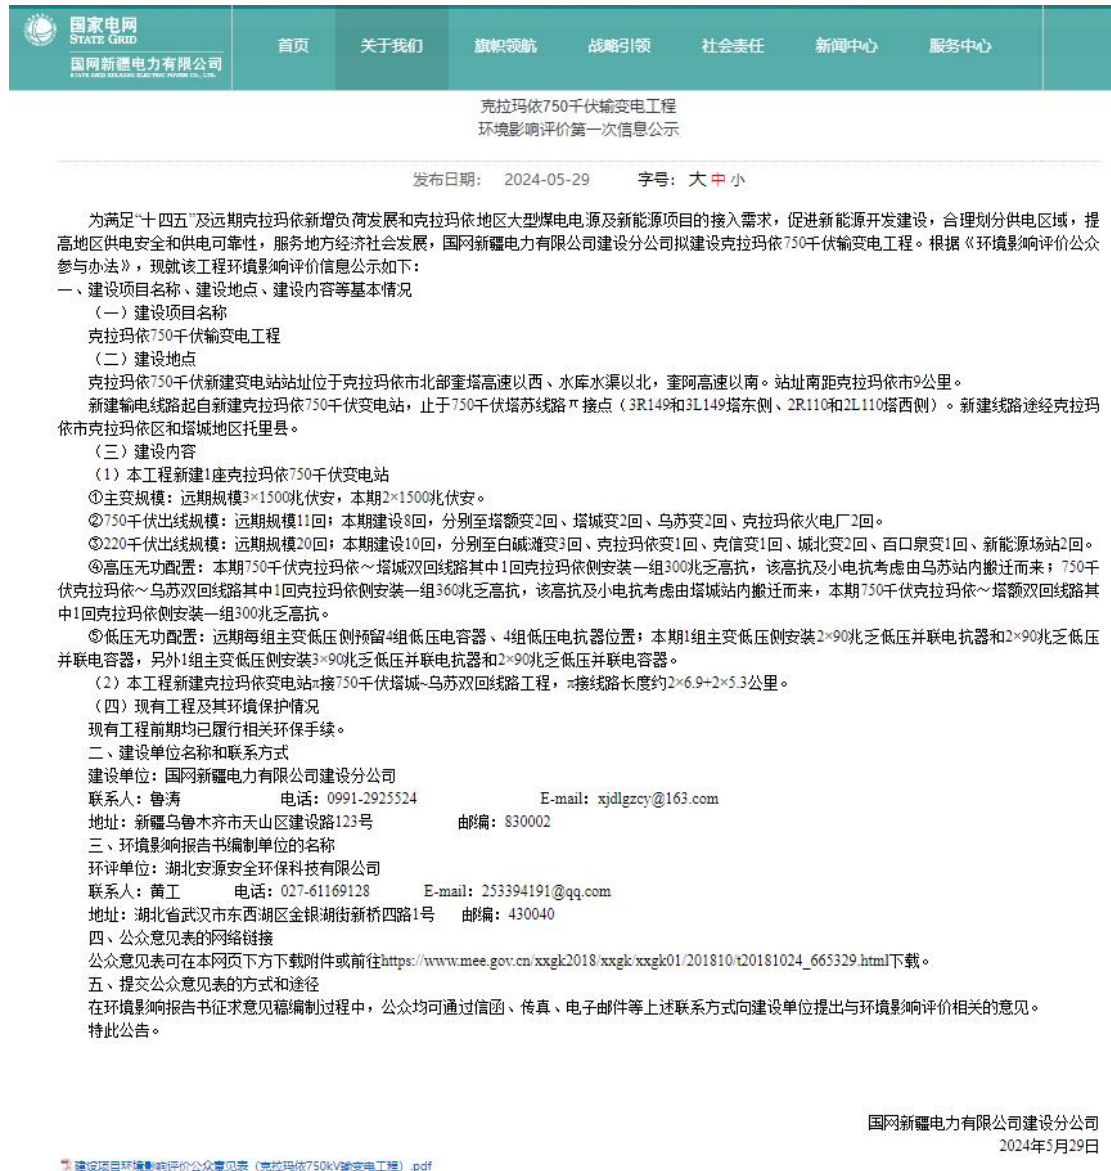 国家电网
STATE GRID
国网新疆电力有限公司
STATE GRID XINJIANG ELECTRIC POWER CO., LTD.
首页 关于我们 旗帜领航 战略引领 社会责任 新闻中心 服务中心
克拉玛依750千伏输变电工程
环境影响评价第一次信息公示
发布日期: 2024-05-29 字号: 大 中 小
为满足“十四五”及远期克拉玛依新增负荷发展和克拉玛依地区大型煤电电源及新能源项目的接入需求，促进新能源开发建设，合理划分供电区域，提
高地区供电安全和供电可靠性，服务地方经济社会发展，国网新疆电力有限公司建设分公司拟建设克拉玛依750千伏输变电工程。根据《环境影响评价公众
参与办法》，现就该工程环境影响评价信息公示如下：
一、建设项目名称、建设地点、建设内容等基本情况
（一）建设项目名称
克拉玛依750千伏输变电工程
（二）建设地点
克拉玛依750千伏新建变电站站址位于克拉玛依市北部奎塔高速以西、水库水渠以北，奎阿高速以南。站址南距克拉玛依市9公里。
新建输电线路起自新建克拉玛依750千伏变电站，止于750千伏塔苏线路π接点（3R149和3L149塔东侧、2R110和2L110塔西侧）。新建线路途经克拉玛
依市克拉玛依区和塔城地区托里县。
（三）建设内容
（1）本工程新建1座克拉玛依750千伏变电站
①主变规模：远期规模3×1500兆伏安，本期2×1500兆伏安。
②750千伏出线规模：远期规模11回；本期建设8回，分别至塔额变2回、塔城变2回、乌苏变2回、克拉玛依火电厂2回。
③220千伏出线规模：远期规模20回；本期建设10回，分别至白碱滩变3回、克拉玛依变1回、克信变1回、城北变2回、百口泉变1回、新能源场站2回。
④高压无功配置：本期750千伏克拉玛依～塔城双回线路其中1回克拉玛依侧安装一组300兆乏高抗，该高抗及小电抗考虑由乌苏站内搬迁而来；750千
伏克拉玛依～乌苏双回线路其中1回克拉玛依侧安装一组360兆乏高抗，该高抗及小电抗考虑由塔城站内搬迁而来，本期750千伏克拉玛依～塔额双回线路其
中1回克拉玛依侧安装一组300兆乏高抗。
⑤低压无功配置：远期每组主变低压侧预留4组低压电容器、4组低压电抗器位置；本期1组主变低压侧安装2×90兆乏低压并联电抗器和2×90兆乏低压
并联电容器，另外1组主变低压侧安装3×90兆乏低压并联电抗器和2×90兆乏低压并联电容器。
（2）本工程新建克拉玛依变电站π接750千伏塔城~乌苏双回线路工程，π接线路长度约2×6.9+2×5.3公里。
（四）现有工程及其环境保护情况
现有工程前期均已履行相关环保手续。
二、建设单位名称和联系方式
建设单位：国网新疆电力有限公司建设分公司
联系人：鲁涛 电话：0991-2925524 E-mail：xjdlgzcy@163.com
地址：新疆乌鲁木齐市天山区建设路123号 邮编：830002
三、环境影响报告书编制单位的名称
环评单位：湖北安源安全环保科技有限公司
联系人：黄工 电话：027-61169128 E-mail：253394191@qq.com
地址：湖北省武汉市东西湖区金银湖街新桥四路1号 邮编：430040
四、公众意见表的网络链接
公众意见表可在本网页下方下载附件或前往https://www.mee.gov.cn/xxgk2018/xxgk/xxgk01/201810/t20181024_665329.html下载。
五、提交公众意见表的方式和途径
在环境影响报告书征求意见稿编制过程中，公众均可通过信函、传真、电子邮件等上述联系方式向建设单位提出与环境影响评价相关的意见。
特此公告。
国网新疆电力有限公司建设分公司
2024年5月29日
建设项目环境影响评价公众意见表（克拉玛依750kV输变电工程）.pdf